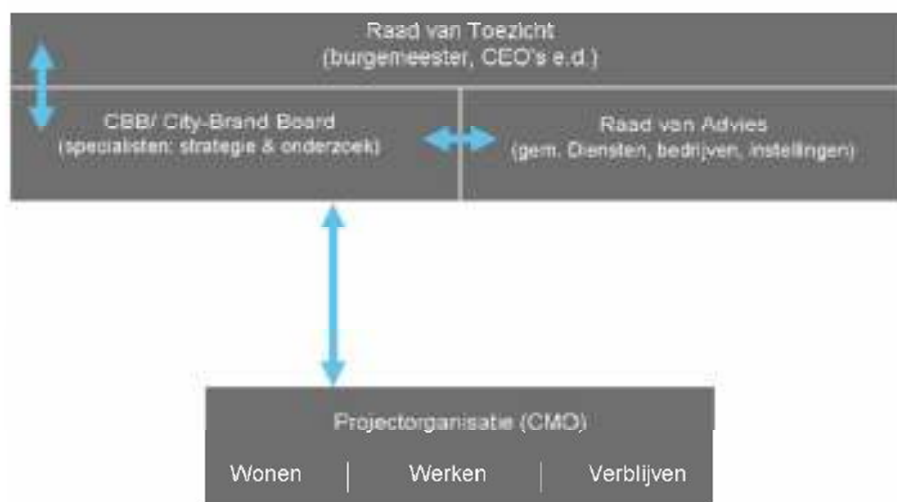 Raad van Toezicht
(burgemeester, CEO's e.d.)
CBB/ City-Brand Board
(specialisten: strategie & onderzoek)
Raad van Advies
(gem. Diensten, bedrijven, instellingen)
Projectorganisatie (CMO)
Wonen | Werken | Verblijven